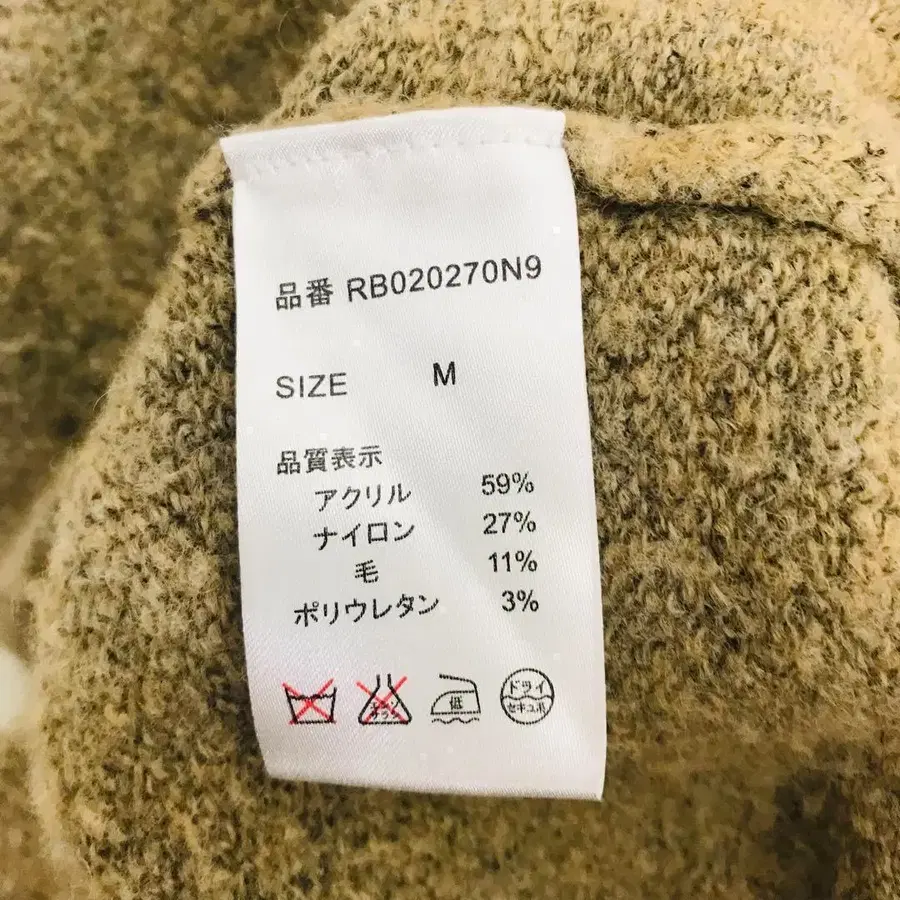 品番 RB020270N9
SIZE M
品質表示
アクリル 59%
ナイロン 27%
毛 11%
ポリウレタン 3%
低
ドライ
セキユ系